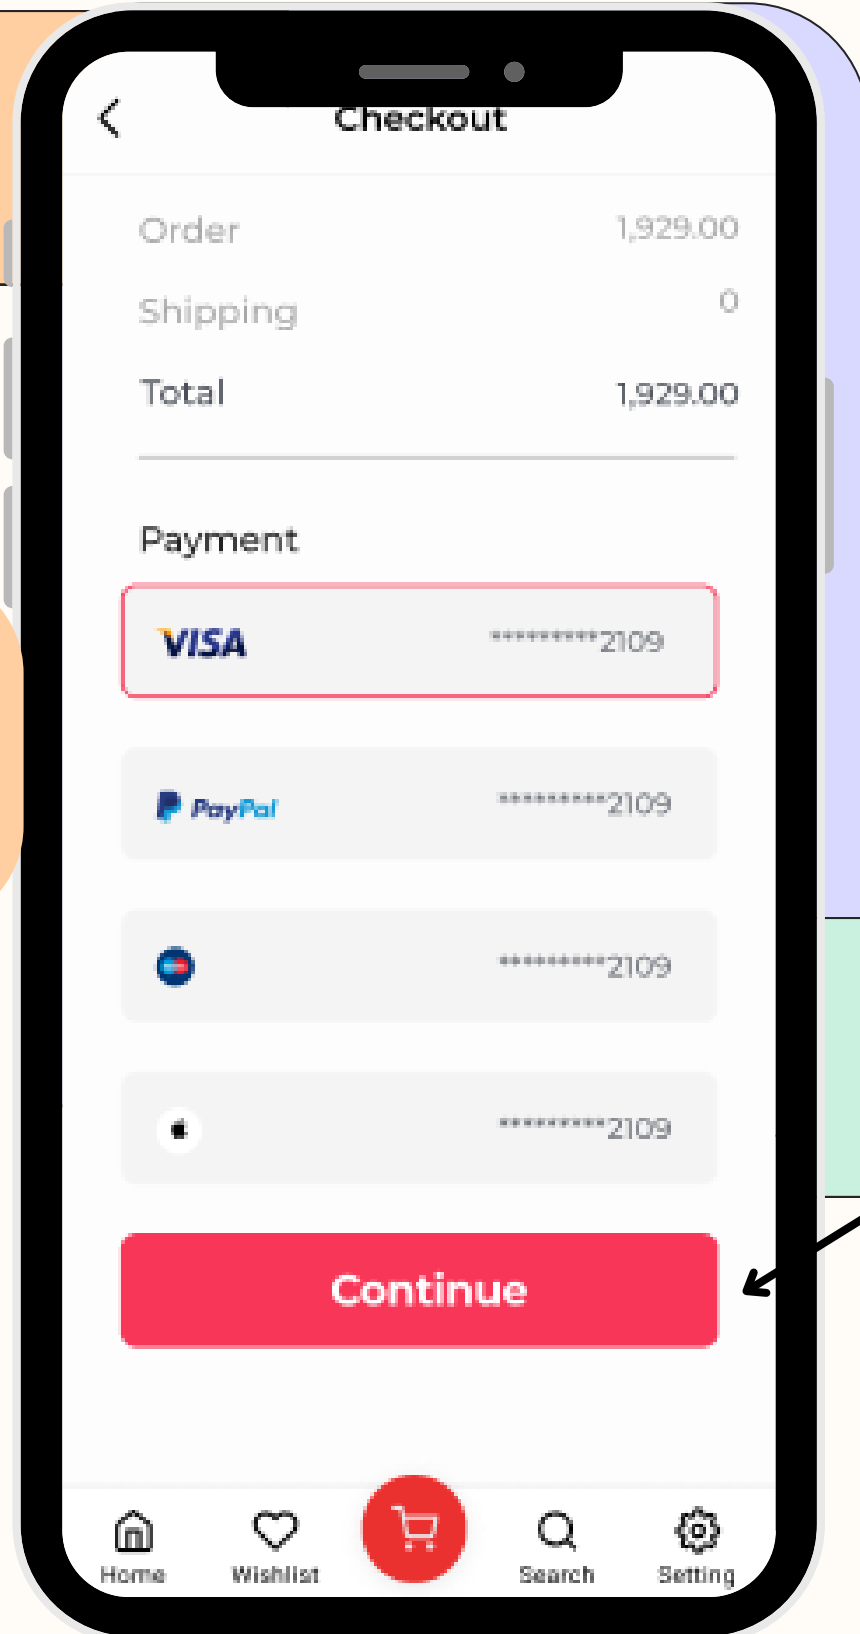 Checkout
Order 1,929.00
Shipping 0
Total 1,929.00
Payment
VISA *********2109
PayPal *********2109
*********2109
*********2109
Continue
Home Wishlist Search Setting